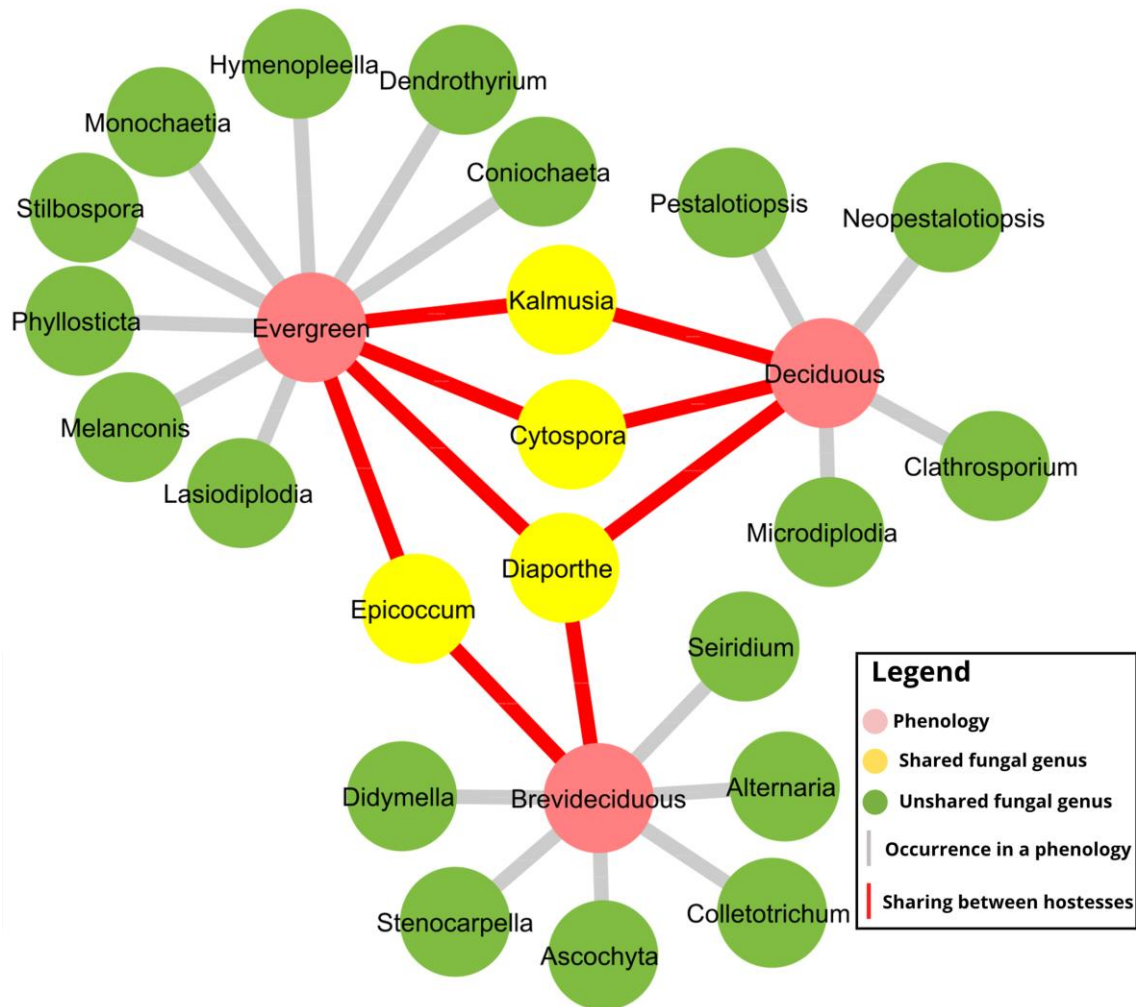 Hymenopleella
Dendrothyrium
Monochaetia
Coniochaeta
Stilbospora
Pestalotiopsis
Neopestalotiopsis
Kalmusia
Phyllosticta
Evergreen
Deciduous
Melanconis
Cytospora
Clathrosporium
Lasiodiplodia
Microdiplodia
Diaporthe
Epicoccum
Seiridium
Didymella
Brevideciduous
Alternaria
Stenocarpella
Colletotrichum
Ascochyta
Legend
Phenology
Shared fungal genus
Unshared fungal genus
Occurrence in a phenology
Sharing between hostesses